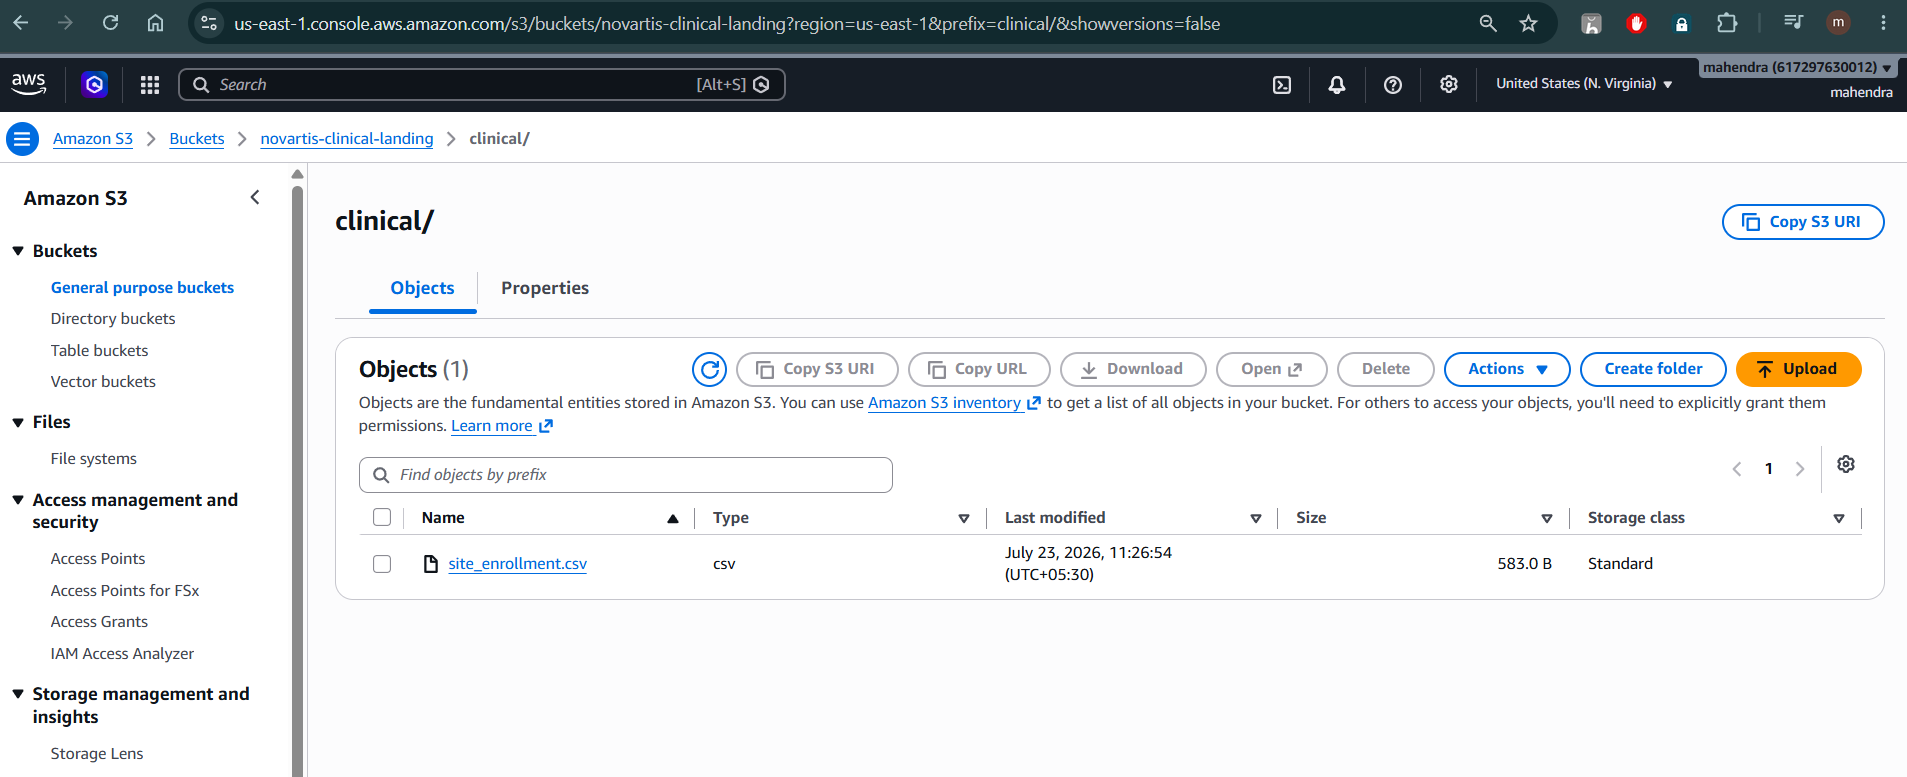 us-east-1.console.aws.amazon.com/s3/buckets/novartis-clinical-landing?region=us-east-1&prefix=clinical/&showversions=false
m
aws
Search
[Alt+S]
United States (N. Virginia)
mahendra (617297630012)
mahendra
Amazon S3
Buckets
novartis-clinical-landing
clinical/
Amazon S3
Buckets
General purpose buckets
Directory buckets
Table buckets
Vector buckets
Files
File systems
Access management and
security
Access Points
Access Points for FSx
Access Grants
IAM Access Analyzer
Storage management and
insights
Storage Lens
clinical/
Copy S3 URI
Objects
Properties
Objects (1)
Copy S3 URI
Copy URL
Download
Open
Delete
Actions
Create folder
Upload
Objects are the fundamental entities stored in Amazon S3. You can use Amazon S3 inventory to get a list of all objects in your bucket. For others to access your objects, you'll need to explicitly grant them
permissions. Learn more
Find objects by prefix
1
Name Type Last modified Size Storage class
site_enrollment.csv csv July 23, 2026, 11:26:54 583.0 B Standard
(UTC+05:30)